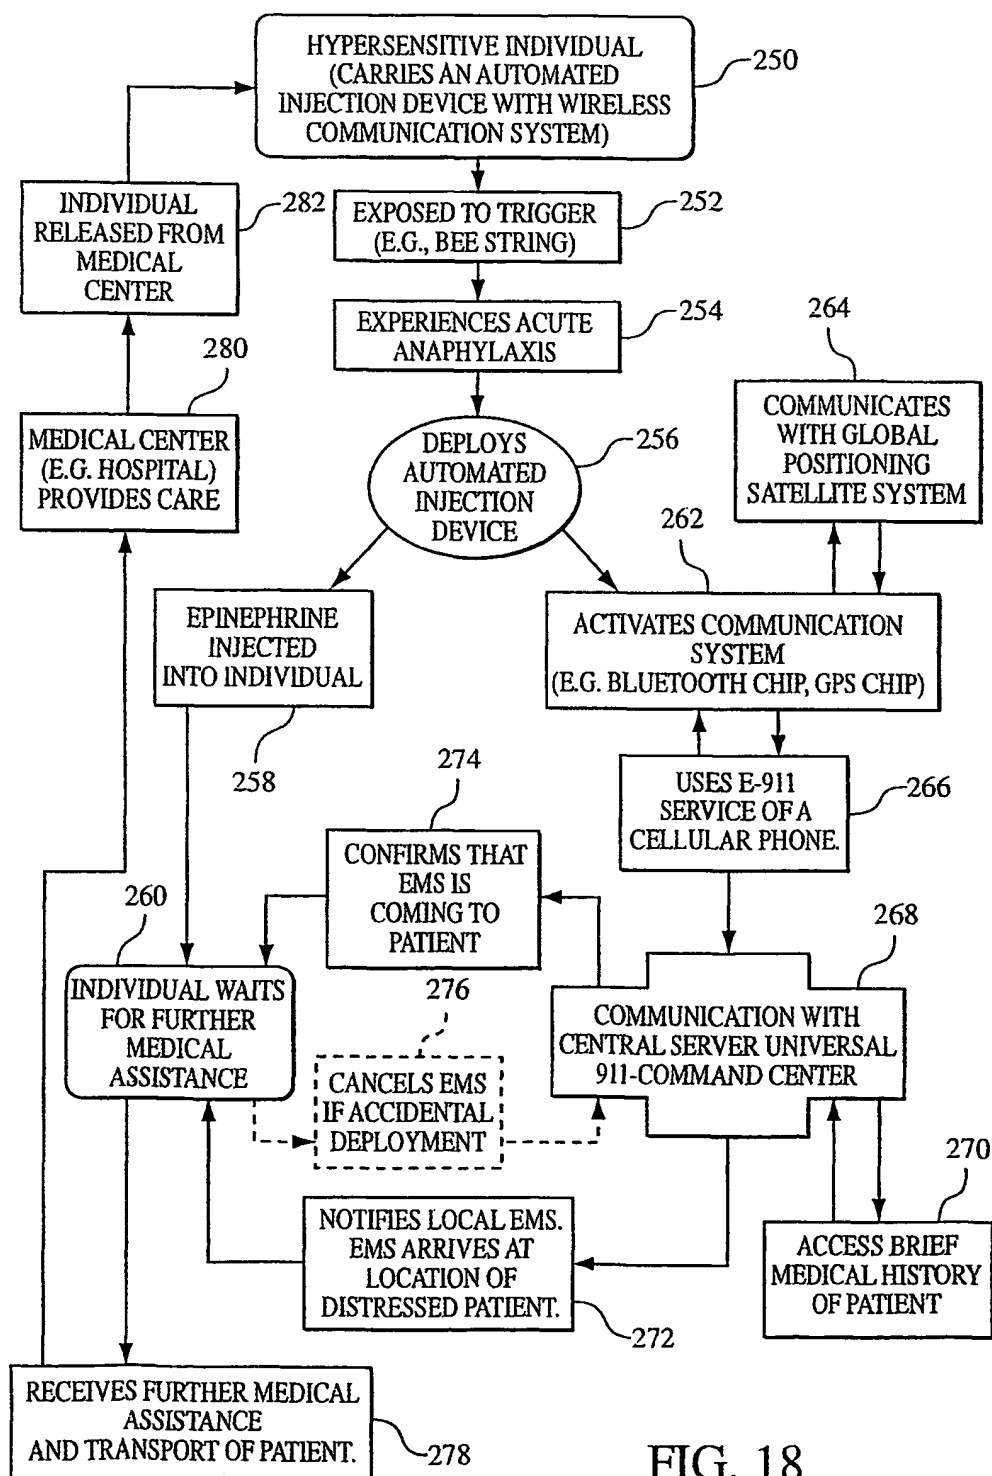 HYPERSENSITIVE INDIVIDUAL
(CARRIES AN AUTOMATED
INJECTION DEVICE WITH WIRELESS
COMMUNICATION SYSTEM)
250
INDIVIDUAL
RELEASED FROM
MEDICAL
CENTER
282
EXPOSED TO TRIGGER
(E.G., BEE STRING)
252
EXPERIENCES ACUTE
ANAPHYLAXIS
254
264
COMMUNICATES
WITH GLOBAL
POSITIONING
SATELLITE SYSTEM
280
MEDICAL CENTER
(E.G. HOSPITAL)
PROVIDES CARE
DEPLOYS
AUTOMATED
INJECTION
DEVICE
256
262
ACTIVATES COMMUNICATION
SYSTEM
(E.G. BLUETOOTH CHIP, GPS CHIP)
EPINEPHRINE
INJECTED
INTO INDIVIDUAL
258
USES E-911
SERVICE OF A
CELLULAR PHONE.
266
274
CONFIRMS THAT
EMS IS
COMING TO
PATIENT
260
INDIVIDUAL WAITS
FOR FURTHER
MEDICAL
ASSISTANCE
268
COMMUNICATION WITH
CENTRAL SERVER UNIVERSAL
911-COMMAND CENTER
276
CANCELS EMS
IF ACCIDENTAL
DEPLOYMENT
270
ACCESS BRIEF
MEDICAL HISTORY
OF PATIENT
NOTIFIES LOCAL EMS.
EMS ARRIVES AT
LOCATION OF
DISTRESSED PATIENT.
272
RECEIVES FURTHER MEDICAL
ASSISTANCE
AND TRANSPORT OF PATIENT.
278
FIG. 18